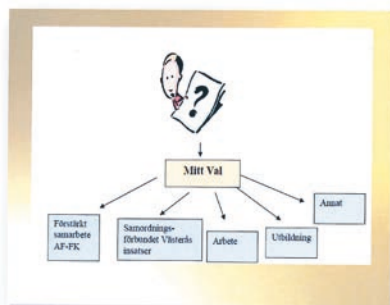 ?
Mitt Val
Förstärkt
samarbete
AF-FK
Samordnings-
förbundet Västerås
insatser
Arbete
Utbildning
Annat